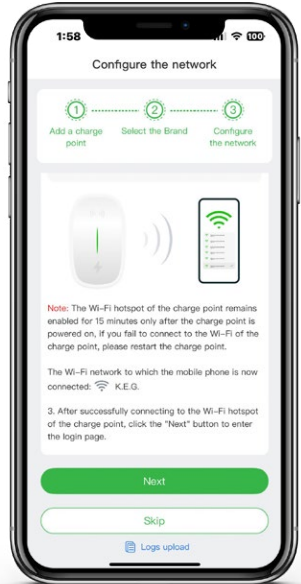 1:58
100
Configure the network
1
2
3
Add a charge point
Select the Brand
Configure the network
Note: The Wi-Fi hotspot of the charge point remains
enabled for 15 minutes only after the charge point is
powered on, if you fail to connect to the Wi-Fi of the
charge point, please restart the charge point.
The Wi-Fi network to which the mobile phone is now
connected: K.E.G.
3. After successfully connecting to the Wi-Fi hotspot
of the charge point, click the "Next" button to enter
the login page.
Next
Skip
Logs upload